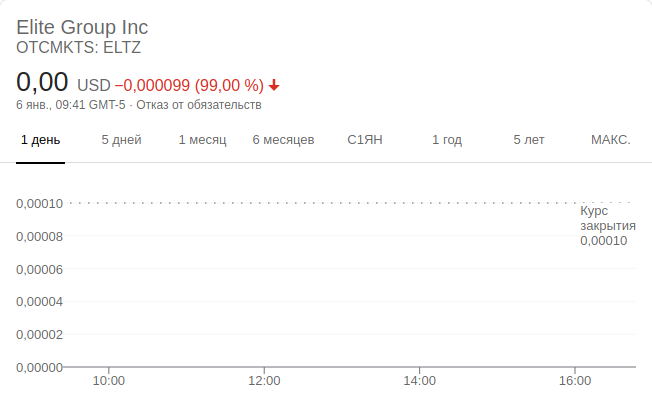 Elite Group Inc
OTCMKTS: ELTZ
0,00 USD −0,000099 (99,00 %)
6 янв., 09:41 GMT-5 · Отказ от обязательств
1 день 5 дней 1 месяц 6 месяцев С1ЯН 1 год 5 лет МАКС.
0,00010
Курс
закрытия
0,00010
0,00008
0,00006
0,00004
0,00002
0,00000
10:00 12:00 14:00 16:00